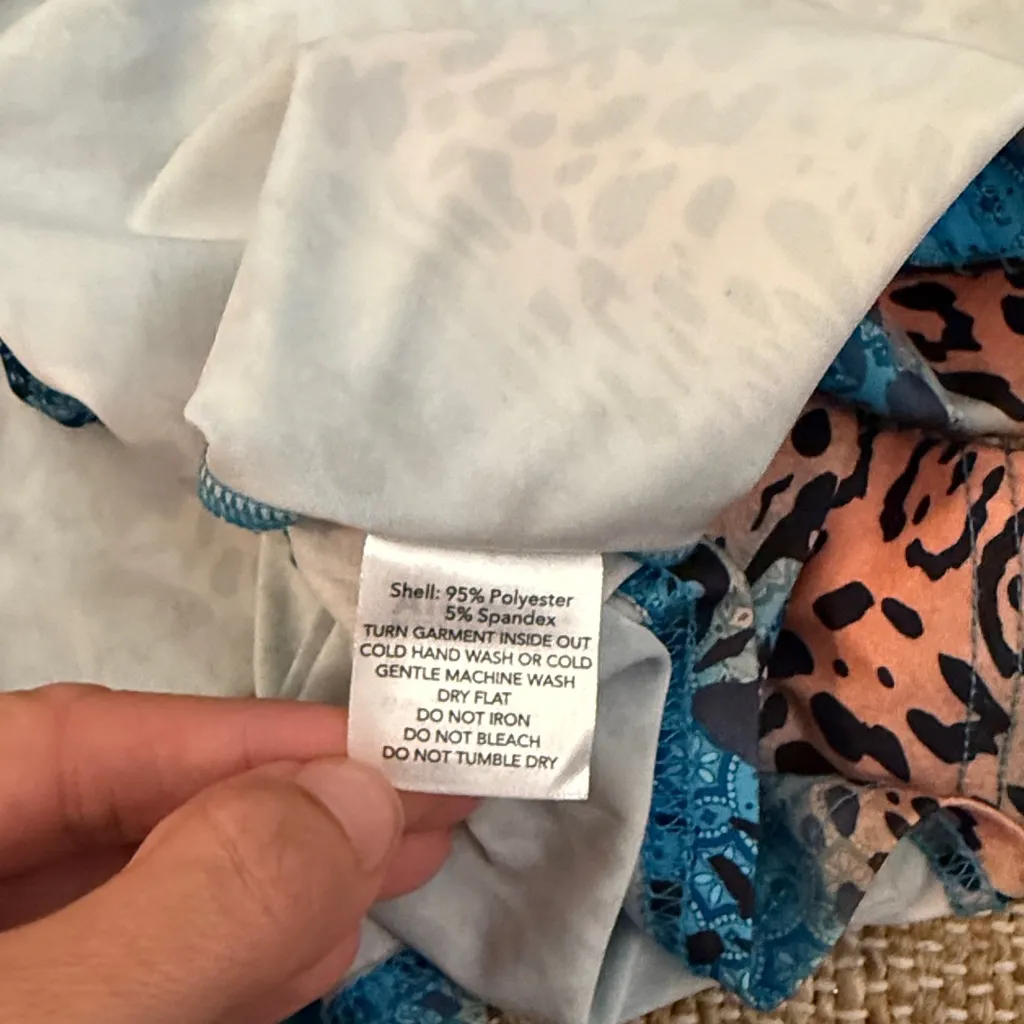 Shell: 95% Polyester
5% Spandex
TURN GARMENT INSIDE OUT
COLD HAND WASH OR COLD
GENTLE MACHINE WASH
DRY FLAT
DO NOT IRON
DO NOT BLEACH
DO NOT TUMBLE DRY